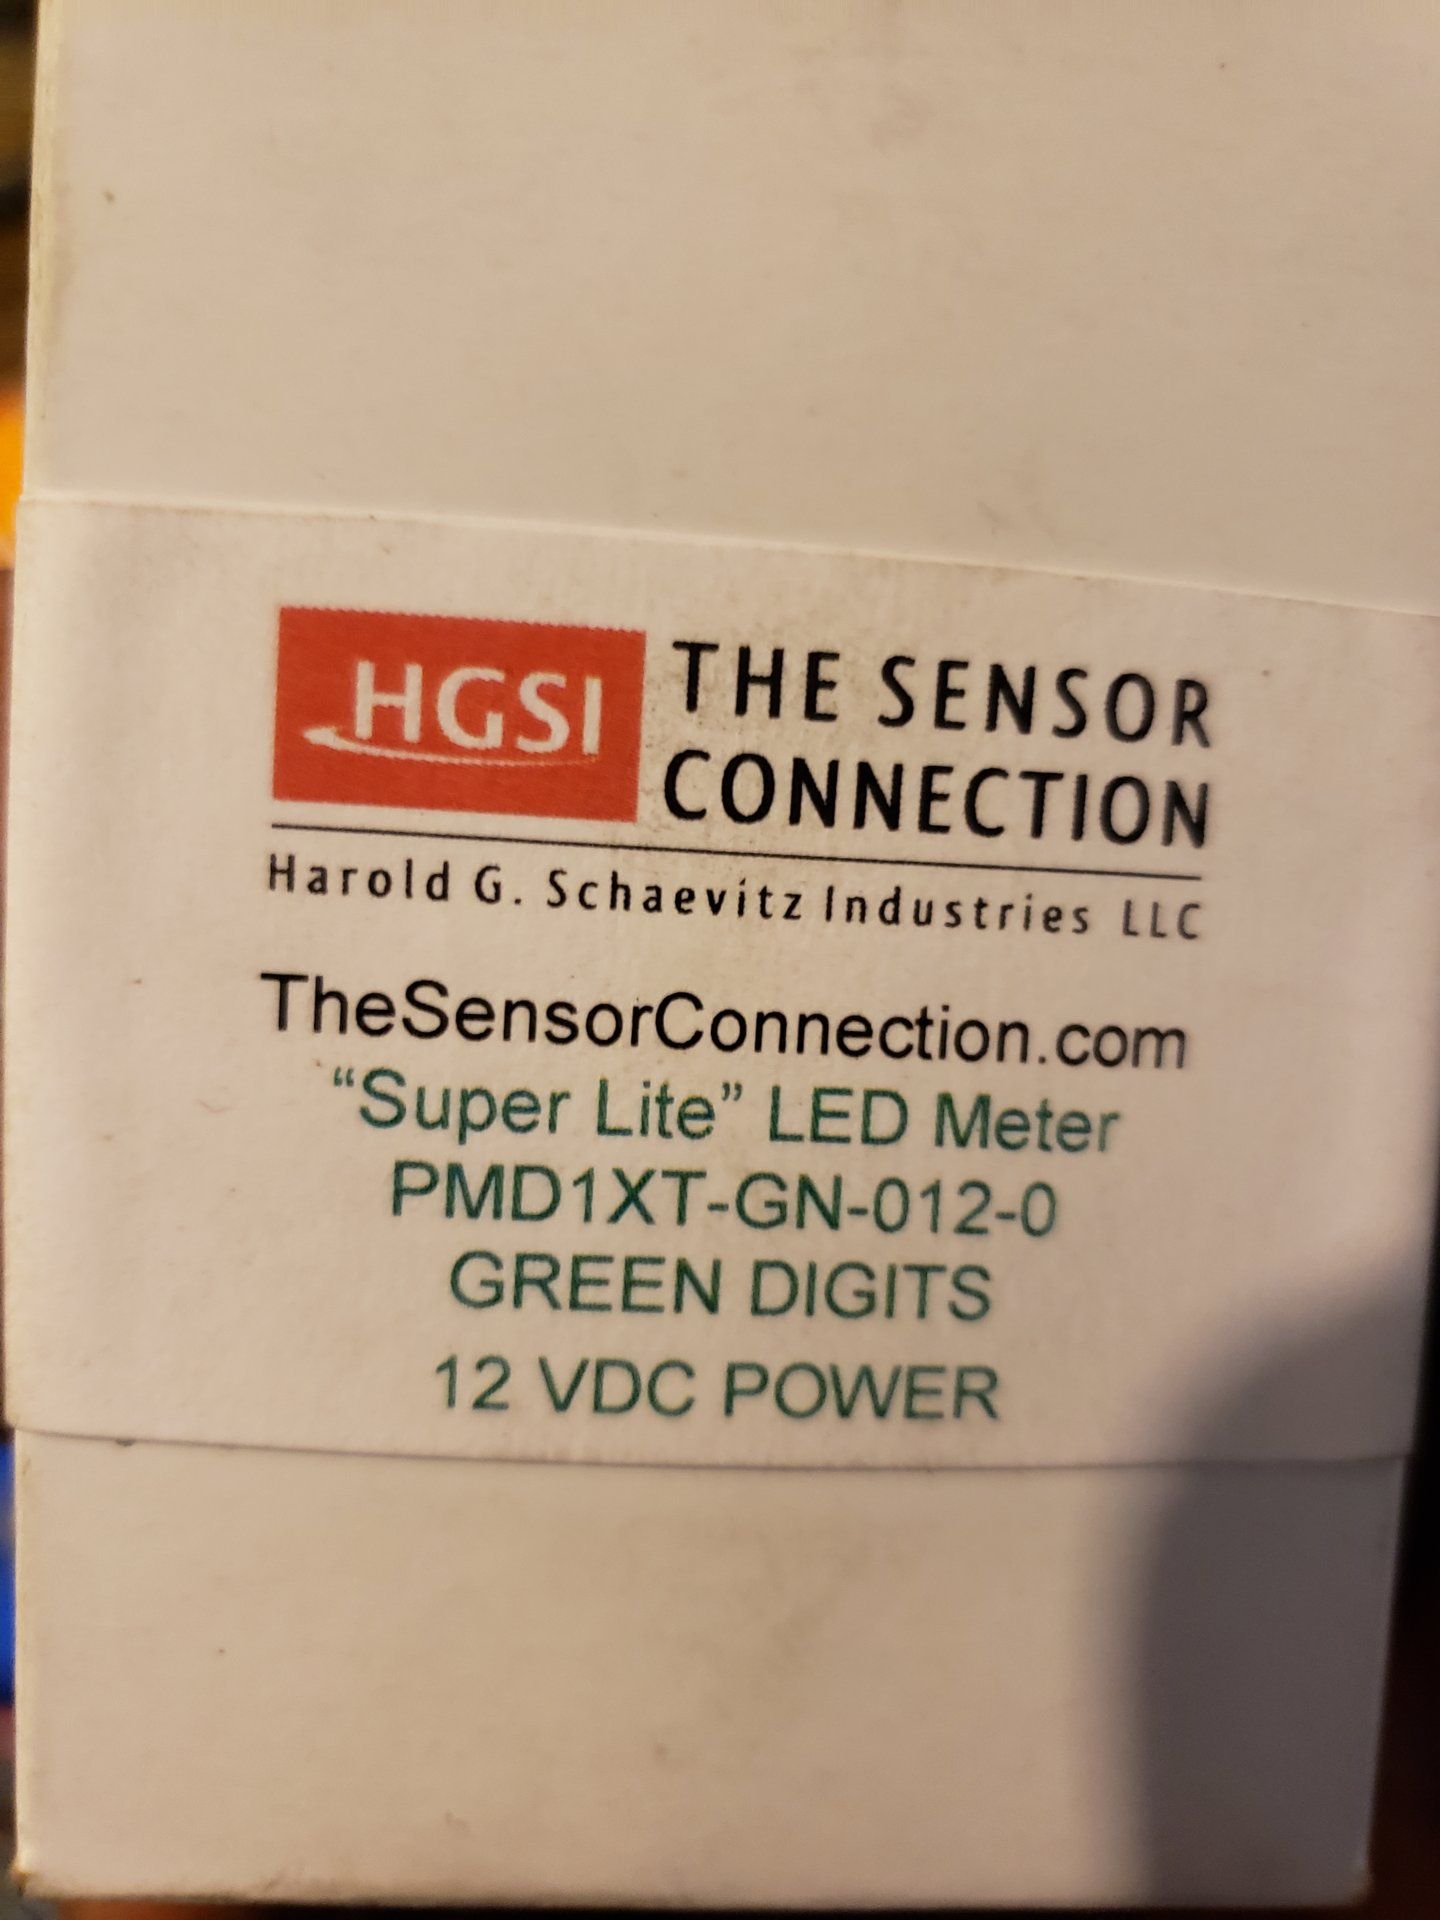 HGSI
THE SENSOR
CONNECTION
Harold G. Schaevitz Industries LLC
TheSensorConnection.com
“Super Lite” LED Meter
PMD1XT-GN-012-0
GREEN DIGITS
12 VDC POWER